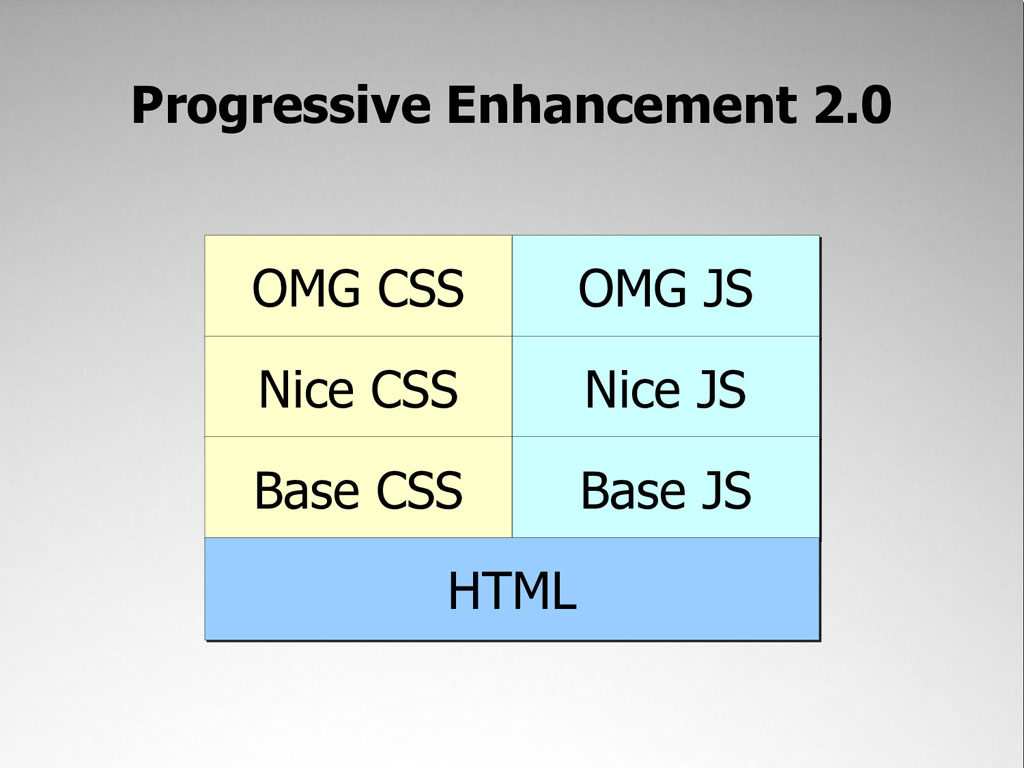 Progressive Enhancement 2.0
OMG CSS
OMG JS
Nice CSS
Nice JS
Base CSS
Base JS
HTML